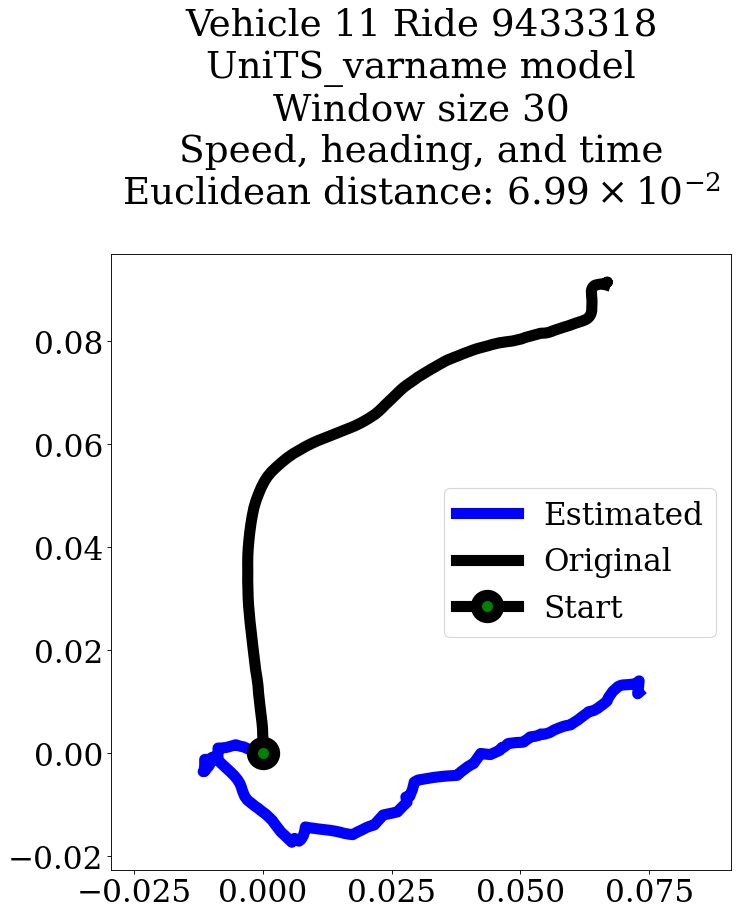 Vehicle 11 Ride 9433318
UniTS_varname model
Window size 30
Speed, heading, and time
Euclidean distance: 6.99 × 10⁻²
0.08
0.06
0.04
0.02
0.00
−0.02
Estimated
Original
Start
−0.025 0.000 0.025 0.050 0.075